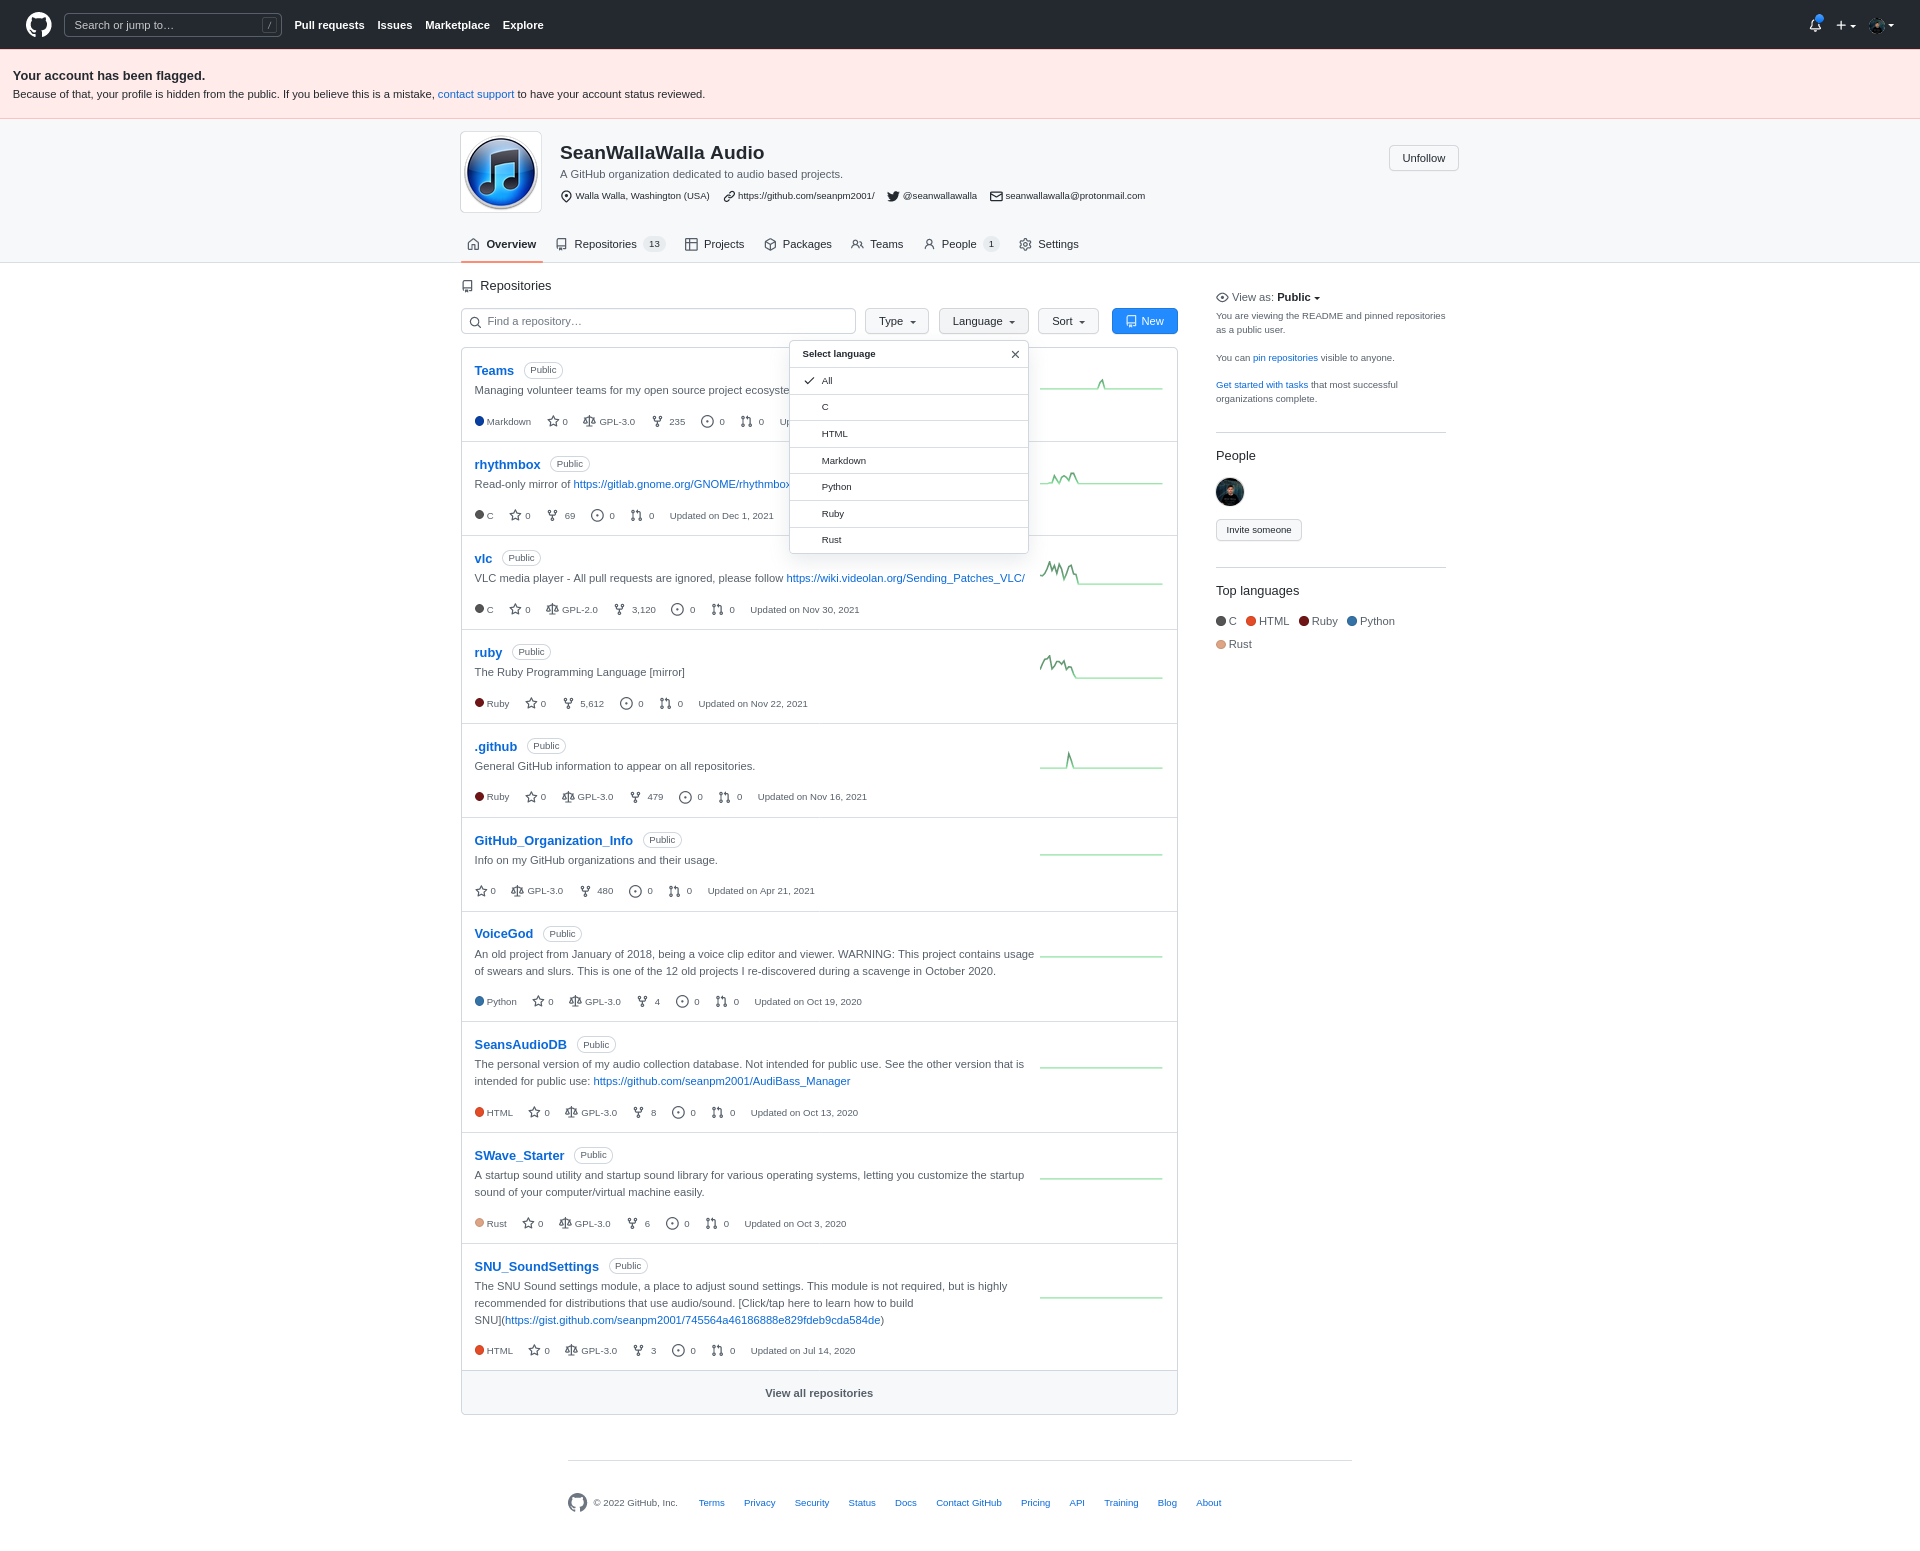 Search or jump to… /
Pull requests Issues Marketplace Explore
Your account has been flagged.
Because of that, your profile is hidden from the public. If you believe this is a mistake, contact support to have your account status reviewed.
SeanWallaWalla Audio
Unfollow
A GitHub organization dedicated to audio based projects.
Walla Walla, Washington (USA) https://github.com/seanpm2001/ @seanwallawalla seanwallawalla@protonmail.com
Overview Repositories 13 Projects Packages Teams People 1 Settings
Repositories
Find a repository… Type Language Sort New
Select language
All
C
HTML
Markdown
Python
Ruby
Rust
Teams Public
Managing volunteer teams for my open source project ecosyste
Markdown 0 GPL-3.0 235 0 0
rhythmbox Public
Read-only mirror of https://gitlab.gnome.org/GNOME/rhythmbox
C 0 69 0 0 Updated on Dec 1, 2021
vlc Public
VLC media player - All pull requests are ignored, please follow https://wiki.videolan.org/Sending_Patches_VLC/
C 0 GPL-2.0 3,120 0 0 Updated on Nov 30, 2021
ruby Public
The Ruby Programming Language [mirror]
Ruby 0 5,612 0 0 Updated on Nov 22, 2021
.github Public
General GitHub information to appear on all repositories.
Ruby 0 GPL-3.0 479 0 0 Updated on Nov 16, 2021
GitHub_Organization_Info Public
Info on my GitHub organizations and their usage.
0 GPL-3.0 480 0 0 Updated on Apr 21, 2021
VoiceGod Public
An old project from January of 2018, being a voice clip editor and viewer. WARNING: This project contains usage
of swears and slurs. This is one of the 12 old projects I re-discovered during a scavenge in October 2020.
Python 0 GPL-3.0 4 0 0 Updated on Oct 19, 2020
SeansAudioDB Public
The personal version of my audio collection database. Not intended for public use. See the other version that is
intended for public use: https://github.com/seanpm2001/AudiBass_Manager
HTML 0 GPL-3.0 8 0 0 Updated on Oct 13, 2020
SWave_Starter Public
A startup sound utility and startup sound library for various operating systems, letting you customize the startup
sound of your computer/virtual machine easily.
Rust 0 GPL-3.0 6 0 0 Updated on Oct 3, 2020
SNU_SoundSettings Public
The SNU Sound settings module, a place to adjust sound settings. This module is not required, but is highly
recommended for distributions that use audio/sound. [Click/tap here to learn how to build
SNU](https://gist.github.com/seanpm2001/745564a46186888e829fdeb9cda584de)
HTML 0 GPL-3.0 3 0 0 Updated on Jul 14, 2020
View all repositories
View as: Public
You are viewing the README and pinned repositories
as a public user.
You can pin repositories visible to anyone.
Get started with tasks that most successful
organizations complete.
People
Invite someone
Top languages
C HTML Ruby Python
Rust
© 2022 GitHub, Inc. Terms Privacy Security Status Docs Contact GitHub Pricing API Training Blog About